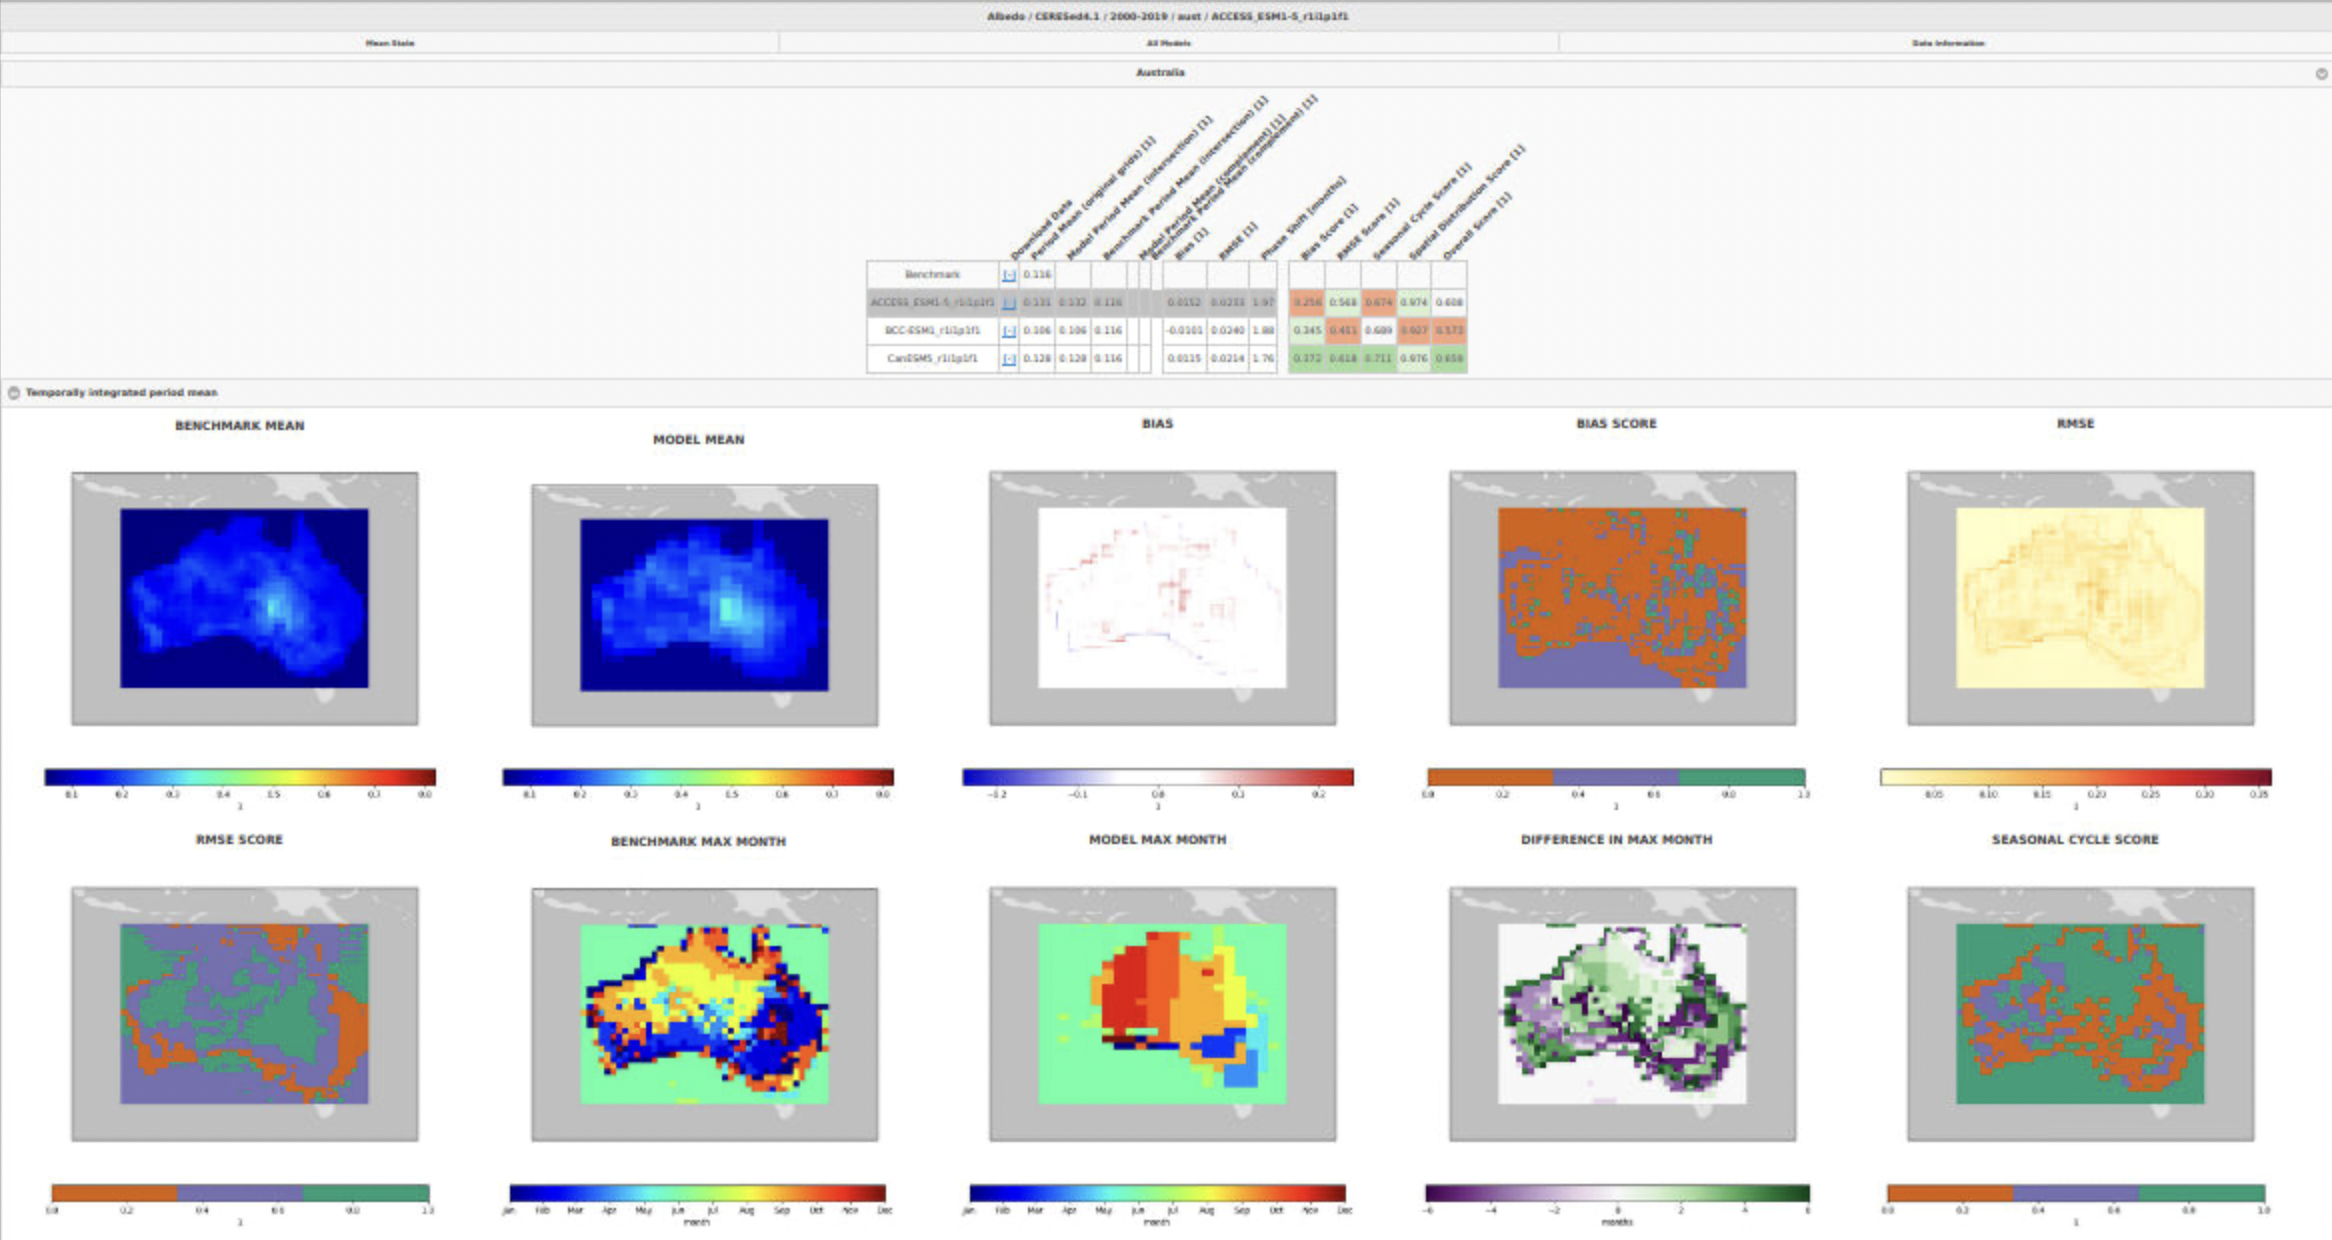 Albedo / CERESed4.1 / 2000-2019 / aust / ACCESS_ESM1-5_r1i1p1f1
Mean State All Models Data Information
Australia
Download Date
Period Mean (original grids) [1]
Model Period Mean (intersection) [1]
Benchmark Period Mean (intersection) [1]
Model Period Mean (complement) [1]
Benchmark Period Mean (complement) [1]
Bias [1]
RMSE [1]
Phase Shift [months]
Bias Score [1]
RMSE Score [1]
Seasonal Cycle Score [1]
Spatial Distribution Score [1]
Overall Score [1]
Benchmark [-] 0.116
ACCESS_ESM1-5_r1i1p1f1 [-] 0.131 0.132 0.116 0.0152 0.0233 1.97 0.256 0.568 0.674 0.974 0.608
BCC-ESM1_r1i1p1f1 [-] 0.106 0.106 0.116 -0.0101 0.0240 1.88 0.345 0.451 0.689 0.927 0.573
CanESM5_r1i1p1f1 [-] 0.128 0.128 0.116 0.0115 0.0214 1.76 0.372 0.618 0.711 0.976 0.659
Temporally integrated period mean
BENCHMARK MEAN MODEL MEAN BIAS BIAS SCORE RMSE
0.1 0.2 0.3 0.4 0.5 0.6 0.7 0.8
1
0.1 0.2 0.3 0.4 0.5 0.6 0.7 0.8
1
-0.2 -0.1 0.0 0.1 0.2
1
0.0 0.2 0.4 0.6 0.8 1.0
1
0.05 0.10 0.15 0.20 0.25 0.30 0.35
1
RMSE SCORE BENCHMARK MAX MONTH MODEL MAX MONTH DIFFERENCE IN MAX MONTH SEASONAL CYCLE SCORE
0.0 0.2 0.4 0.6 0.8 1.0
1
Jan Feb Mar Apr May Jun Jul Aug Sep Oct Nov Dec
month
Jan Feb Mar Apr May Jun Jul Aug Sep Oct Nov Dec
month
-6 -4 -2 0 2 4 6
months
0.0 0.2 0.4 0.6 0.8 1.0
1